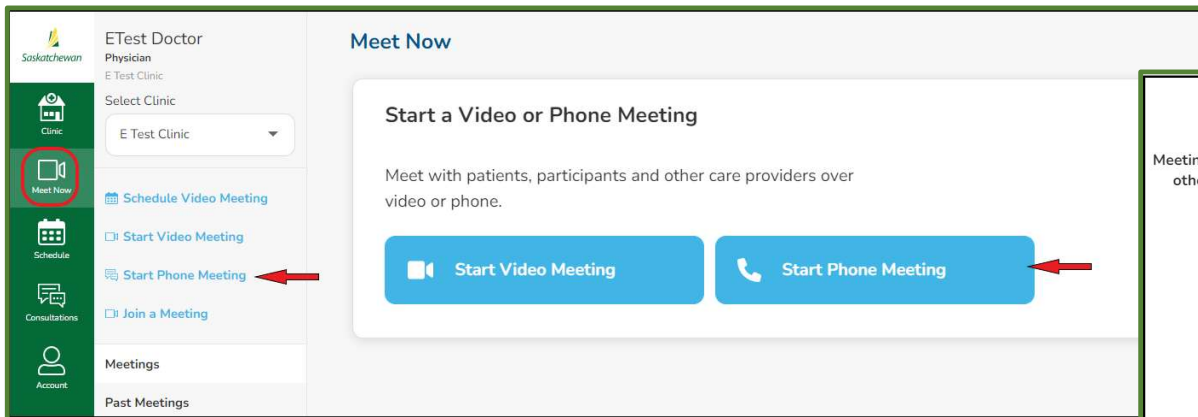 Saskatchewan
Clinic
Meet Now
Schedule
Consultations
Account
ETest Doctor
Physician
E Test Clinic
Select Clinic
E Test Clinic
Schedule Video Meeting
Start Video Meeting
Start Phone Meeting
Join a Meeting
Meetings
Past Meetings
Meet Now
Start a Video or Phone Meeting
Meet with patients, participants and other care providers over
video or phone.
Start Video Meeting
Start Phone Meeting